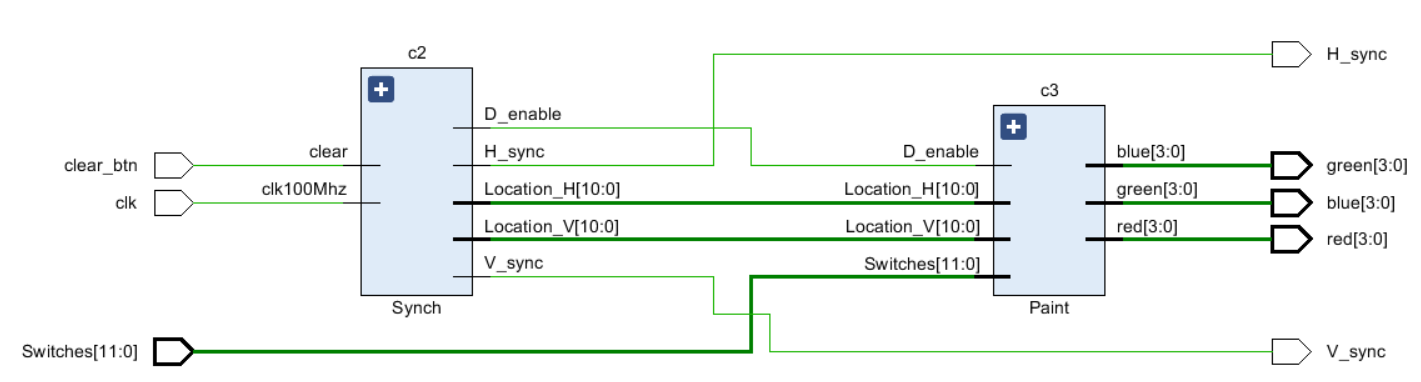 c2
H_sync
c3
D_enable
clear_btn
clear
H_sync
D_enable
blue[3:0]
green[3:0]
clk
clk100Mhz
Location_H[10:0]
Location_H[10:0]
green[3:0]
blue[3:0]
Location_V[10:0]
Location_V[10:0]
red[3:0]
red[3:0]
V_sync
Switches[11:0]
Synch
Paint
Switches[11:0]
V_sync